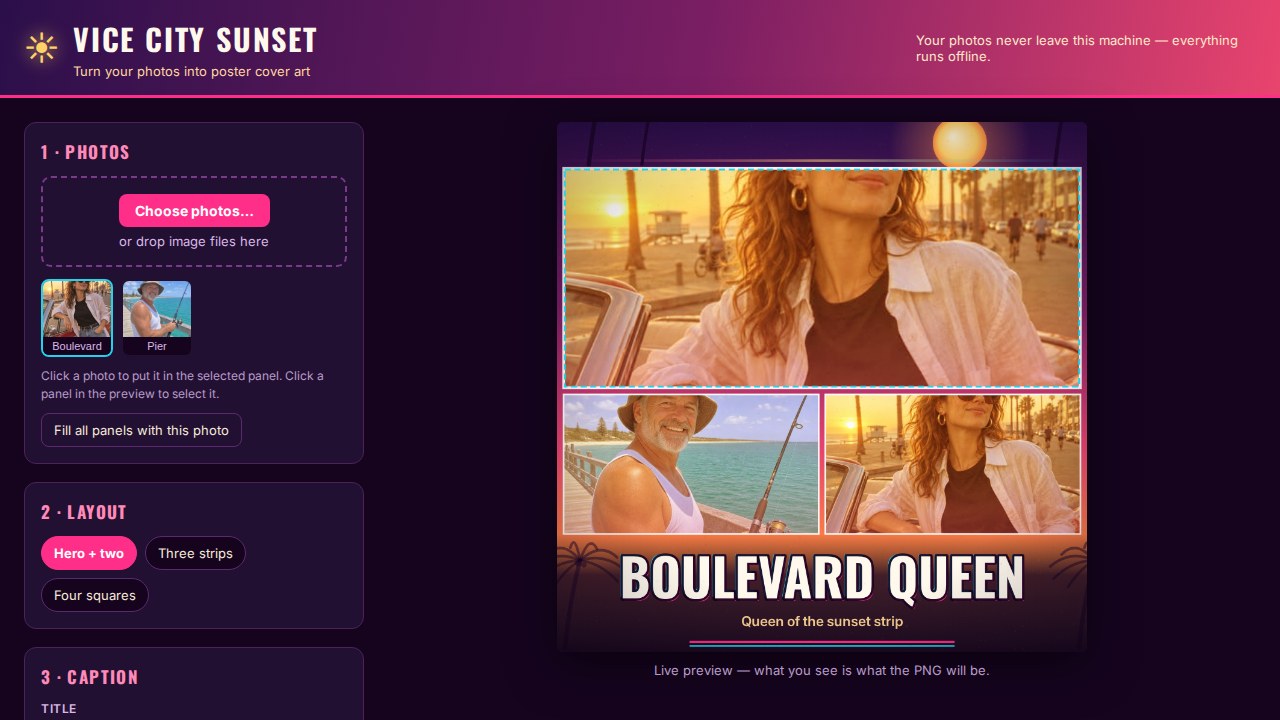 VICE CITY SUNSET
Turn your photos into poster cover art
Your photos never leave this machine — everything
runs offline.
1 · PHOTOS
Choose photos...
or drop image files here
Boulevard
Pier
Click a photo to put it in the selected panel. Click a
panel in the preview to select it.
Fill all panels with this photo
2 · LAYOUT
Hero + two
Three strips
Four squares
3 · CAPTION
TITLE
BOULEVARD QUEEN
Queen of the sunset strip
Live preview — what you see is what the PNG will be.